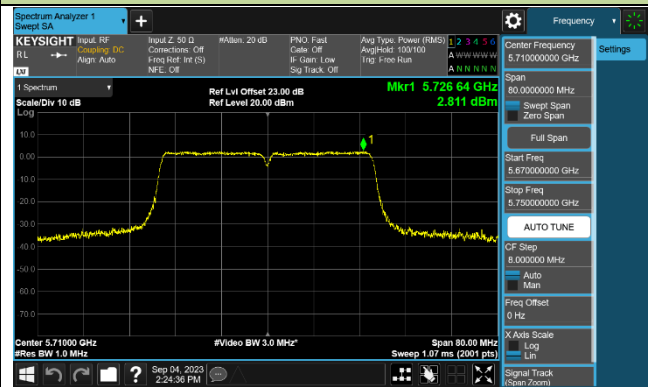 Spectrum Analyzer 1
Swept SA
Frequency
KEYSIGHT
RL
LXI
Input: RF
Coupling: DC
Align: Auto
Input Z: 50 Ω
Corrections: Off
Freq Ref: Int (S)
NFE: Off
#Atten: 20 dB
PNO: Fast
Gate: Off
IF Gain: Low
Sig Track: Off
Avg Type: Power (RMS)
Avg|Hold: 100/100
Trig: Free Run
1 2 3 4 5 6
A W W W W W
A N N N N N
1 Spectrum
Scale/Div 10 dB
Log
Ref Lvl Offset 23.00 dB
Ref Level 20.00 dBm
Mkr1 5.726 64 GHz
2.811 dBm
1
10.0
0.00
-10.0
-20.0
-30.0
-40.0
-50.0
-60.0
-70.0
Center 5.71000 GHz
#Res BW 1.0 MHz
#Video BW 3.0 MHz*
Span 80.00 MHz
Sweep 1.07 ms (2001 pts)
Sep 04, 2023
2:24:36 PM
Center Frequency
5.710000000 GHz
Span
80.0000000 MHz
Swept Span
Zero Span
Full Span
Start Freq
5.670000000 GHz
Stop Freq
5.750000000 GHz
AUTO TUNE
CF Step
8.000000 MHz
Auto
Man
Freq Offset
0 Hz
X Axis Scale
Log
Lin
Signal Track
(Span Zoom)
Settings